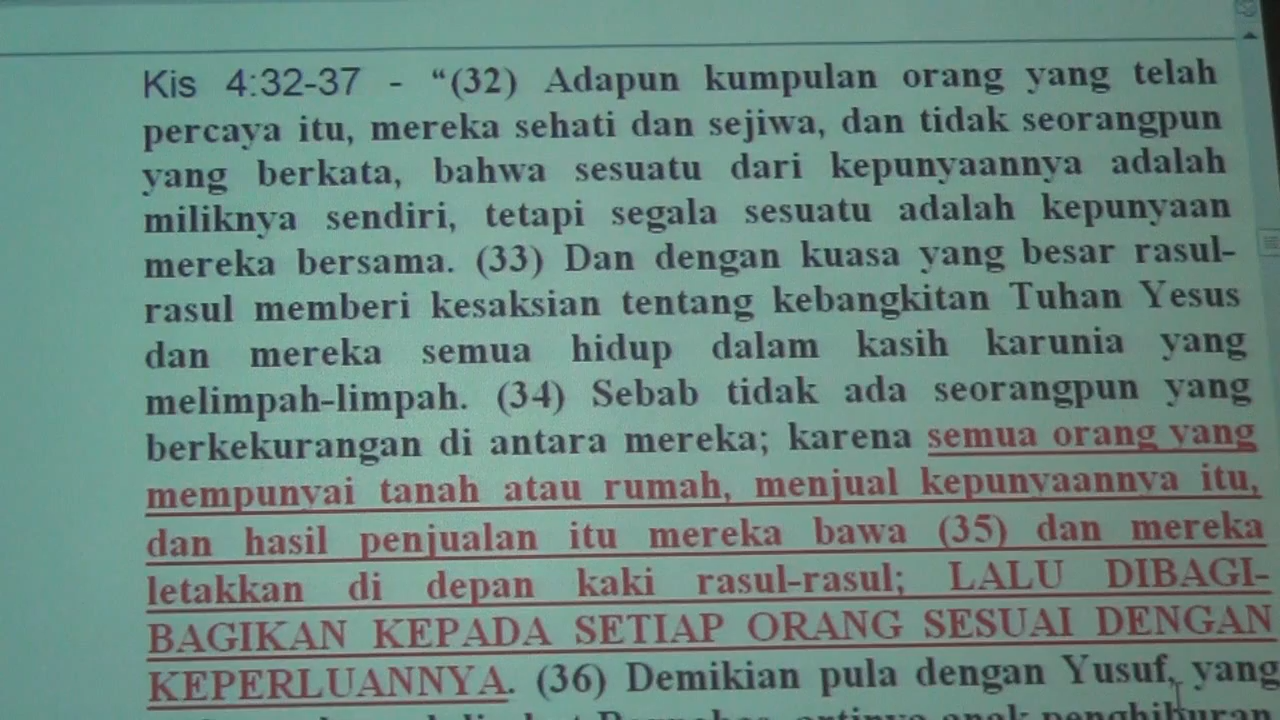 Kis 4:32-37 - “(32) Adapun kumpulan orang yang telah
percaya itu, mereka sehati dan sejiwa, dan tidak seorangpun
yang berkata, bahwa sesuatu dari kepunyaannya adalah
miliknya sendiri, tetapi segala sesuatu adalah kepunyaan
mereka bersama. (33) Dan dengan kuasa yang besar rasul-
rasul memberi kesaksian tentang kebangkitan Tuhan Yesus
dan mereka semua hidup dalam kasih karunia yang
melimpah-limpah. (34) Sebab tidak ada seorangpun yang
berkekurangan di antara mereka; karena semua orang yang
mempunyai tanah atau rumah, menjual kepunyaannya itu,
dan hasil penjualan itu mereka bawa (35) dan mereka
letakkan di depan kaki rasul-rasul; LALU DIBAGI-
BAGIKAN KEPADA SETIAP ORANG SESUAI DENGAN
KEPERLUANNYA. (36) Demikian pula dengan Yusuf, yang
artinya anak penghiburan